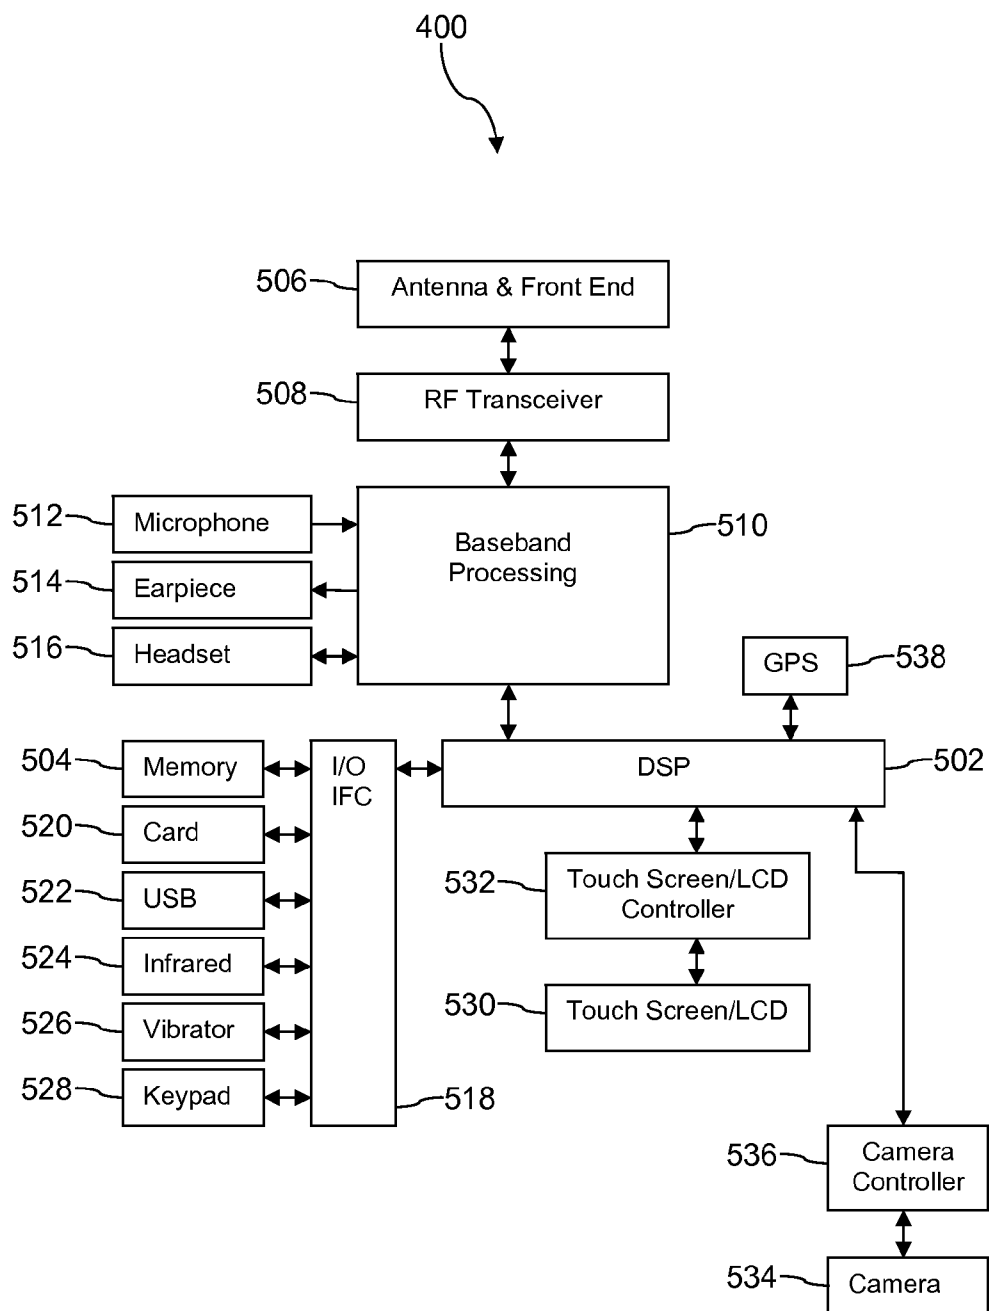 400
506
Antenna & Front End
508
RF Transceiver
512
Microphone
510
Baseband
Processing
514
Earpiece
516
Headset
GPS
538
504
Memory
I/O
IFC
DSP
502
520
Card
522
USB
532
Touch Screen/LCD
Controller
524
Infrared
530
Touch Screen/LCD
526
Vibrator
528
Keypad
518
536
Camera
Controller
534
Camera